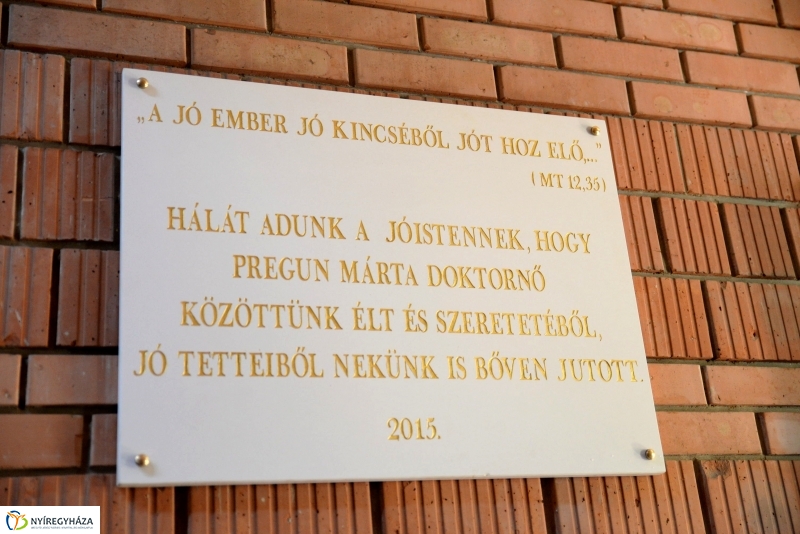 „A JÓ EMBER JÓ KINCSÉBŐL JÓT HOZ ELŐ,..."
( MT 12,35)
HÁLÁT ADUNK A JÓISTENNEK, HOGY
PREGUN MÁRTA DOKTORNŐ
KÖZÖTTÜNK ÉLT ÉS SZERETETÉBŐL,
JÓ TETTEIBŐL NEKÜNK IS BŐVEN JUTOTT.
2015.
NYÍREGYHÁZA